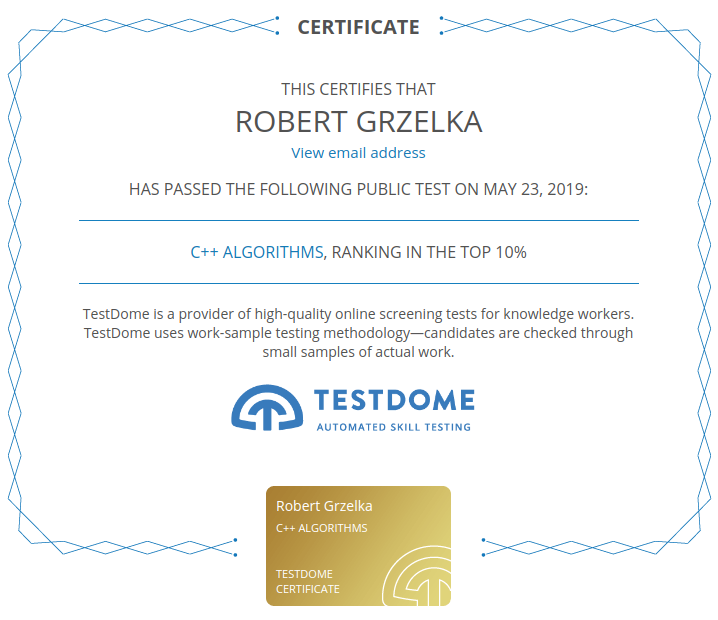 CERTIFICATE
THIS CERTIFIES THAT
ROBERT GRZELKA
View email address
HAS PASSED THE FOLLOWING PUBLIC TEST ON MAY 23, 2019:
C++ ALGORITHMS, RANKING IN THE TOP 10%
TestDome is a provider of high-quality online screening tests for knowledge workers.
TestDome uses work-sample testing methodology—candidates are checked through
small samples of actual work.
TESTDOME
AUTOMATED SKILL TESTING
Robert Grzelka
C++ ALGORITHMS
TESTDOME
CERTIFICATE